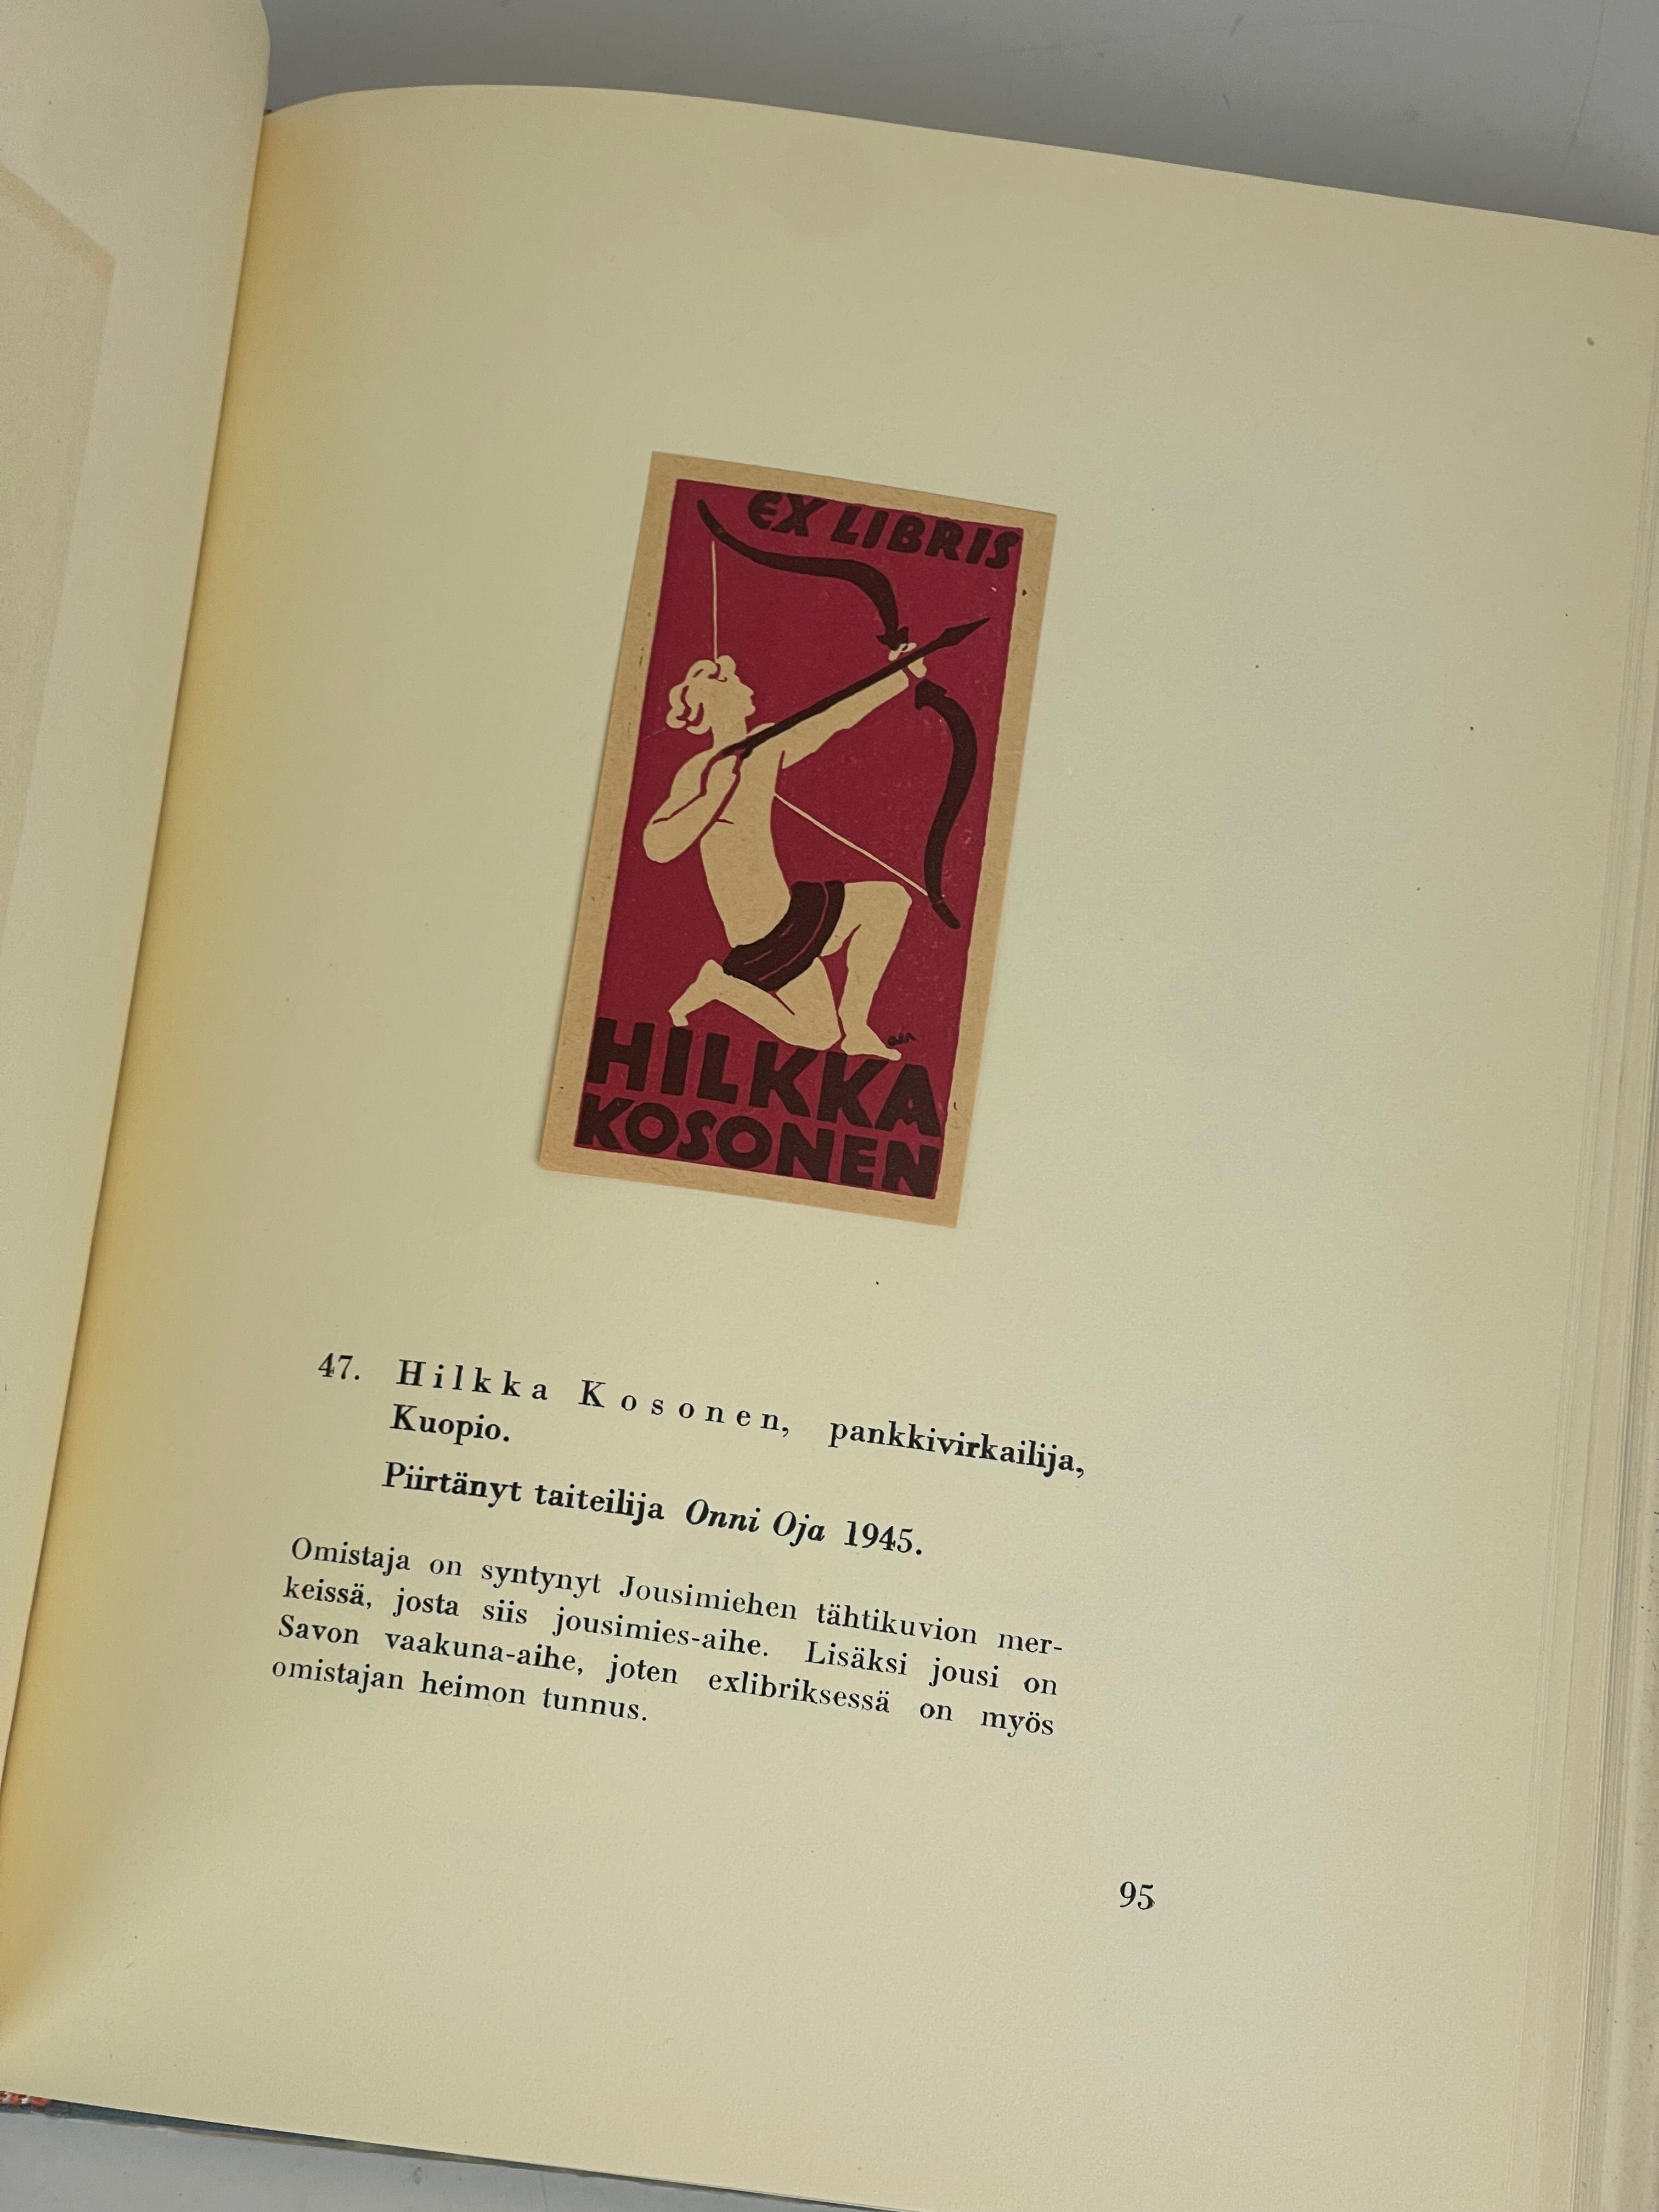 EX LIBRIS
HILKKA
KOSONEN
47. Hilkka Kosonen, pankkivirkailija,
Kuopio.
Piirtänyt taiteilija Onni Oja 1945.
Omistaja on syntynyt Jousimiehen tähtikuvion mer-
keissä, josta siis jousimies-aihe. Lisäksi jousi on
Savon vaakuna-aihe, joten exlibriksessä on myös
omistajan heimon tunnus.
95